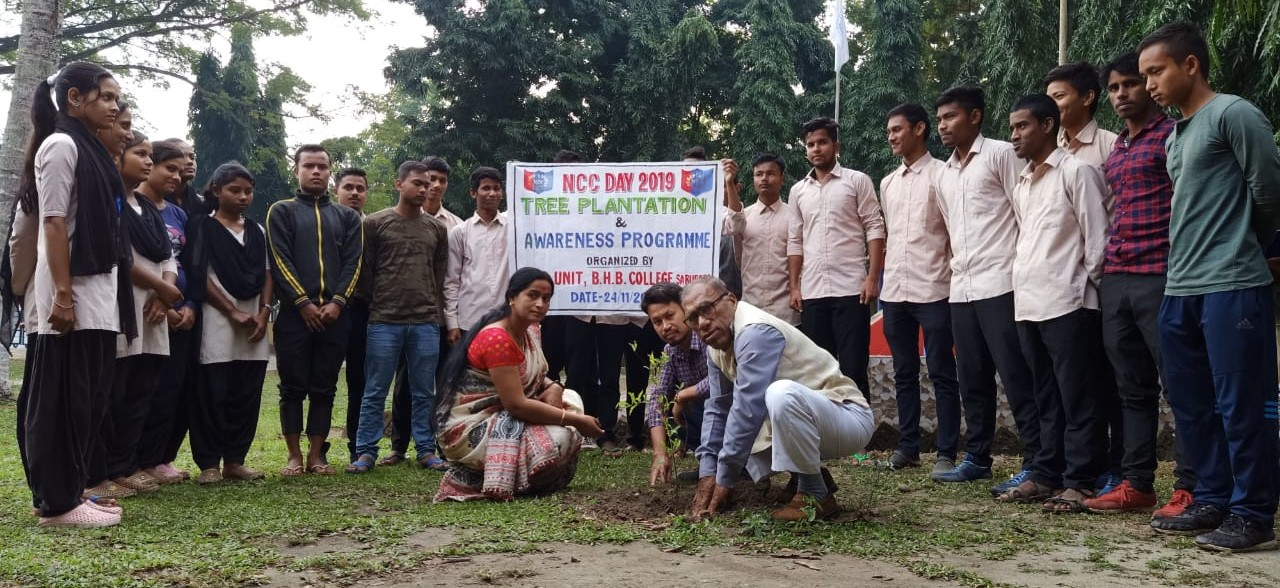 NCC DAY 2019
TREE PLANTATION
&
AWARENESS PROGRAMME
ORGANIZED BY
UNIT, B.H.B. COLLEGE
DATE-24/11/